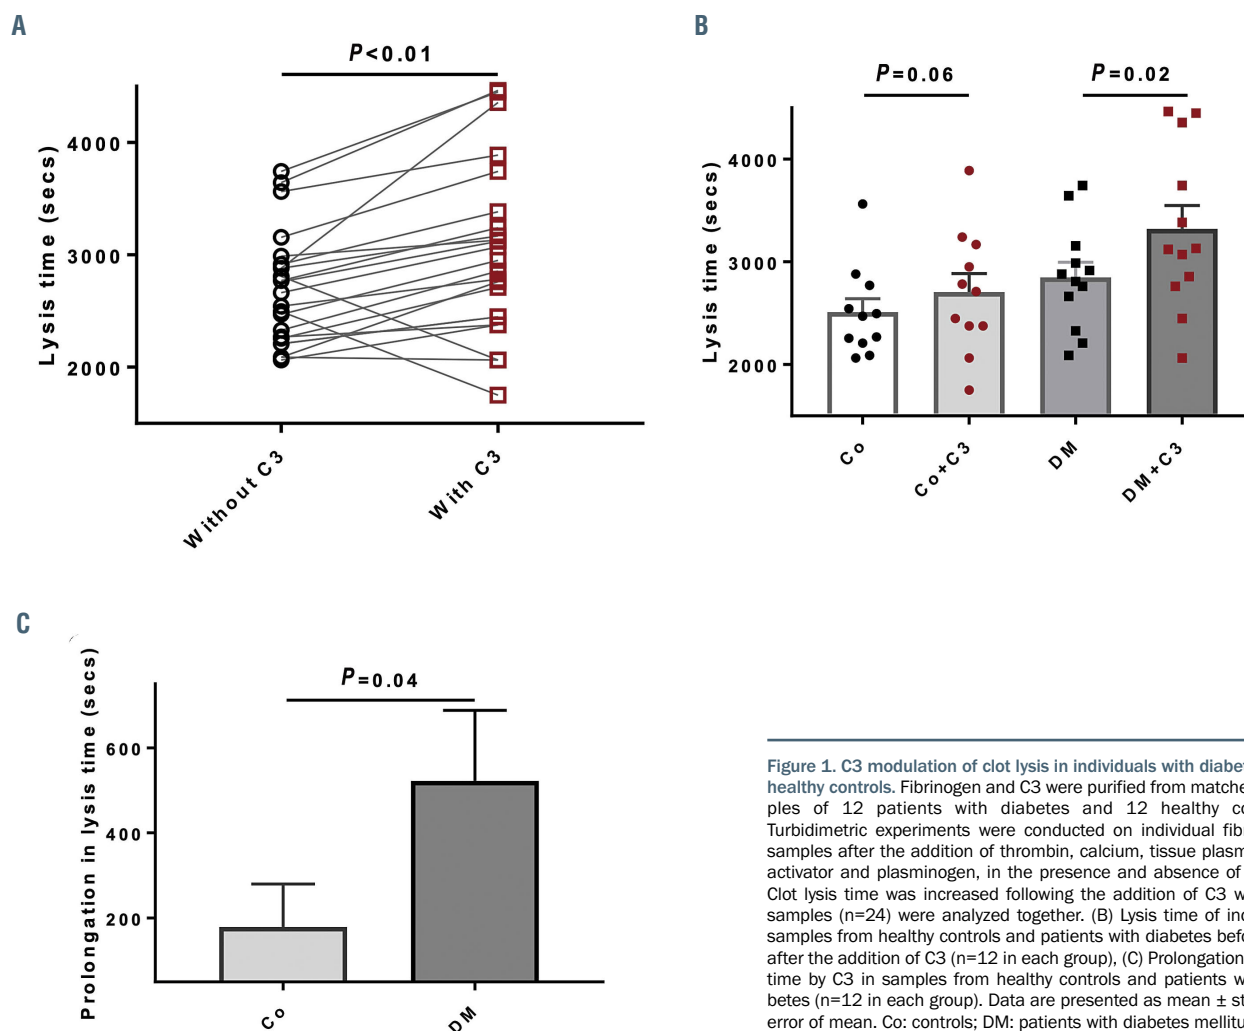 A
P<0.01
Lysis time (secs)
4000
3000
2000
Without C3
With C3
B
P=0.06
P=0.02
Lysis time (secs)
4000
3000
2000
Co
Co+C3
DM
DM+C3
C
P=0.04
Prolongation in lysis time (secs)
600
400
200
Co
DM
Figure 1. C3 modulation of clot lysis in individuals with diabet
healthy controls. Fibrinogen and C3 were purified from matche
ples of 12 patients with diabetes and 12 healthy co
Turbidimetric experiments were conducted on individual fib
samples after the addition of thrombin, calcium, tissue plasm
activator and plasminogen, in the presence and absence of
Clot lysis time was increased following the addition of C3 w
samples (n=24) were analyzed together. (B) Lysis time of in
samples from healthy controls and patients with diabetes befo
after the addition of C3 (n=12 in each group), (C) Prolongation
time by C3 in samples from healthy controls and patients w
betes (n=12 in each group). Data are presented as mean ± st
error of mean. Co: controls; DM: patients with diabetes mellitu